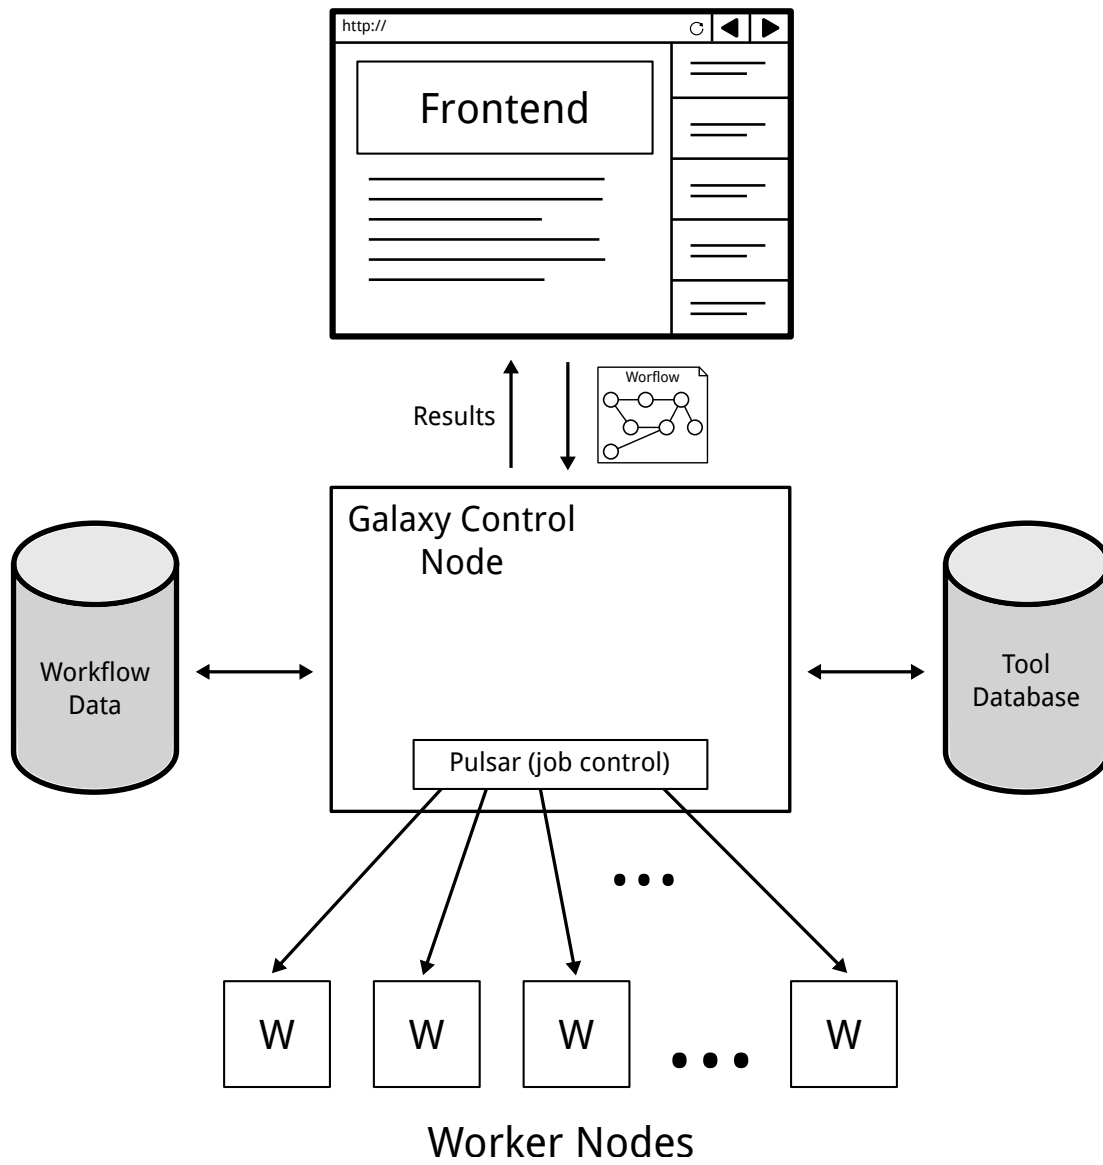 http://
Frontend
Results
Worflow
Galaxy Control
Node
Workflow
Data
Tool
Database
Pulsar (job control)
...
W W W ... W
Worker Nodes